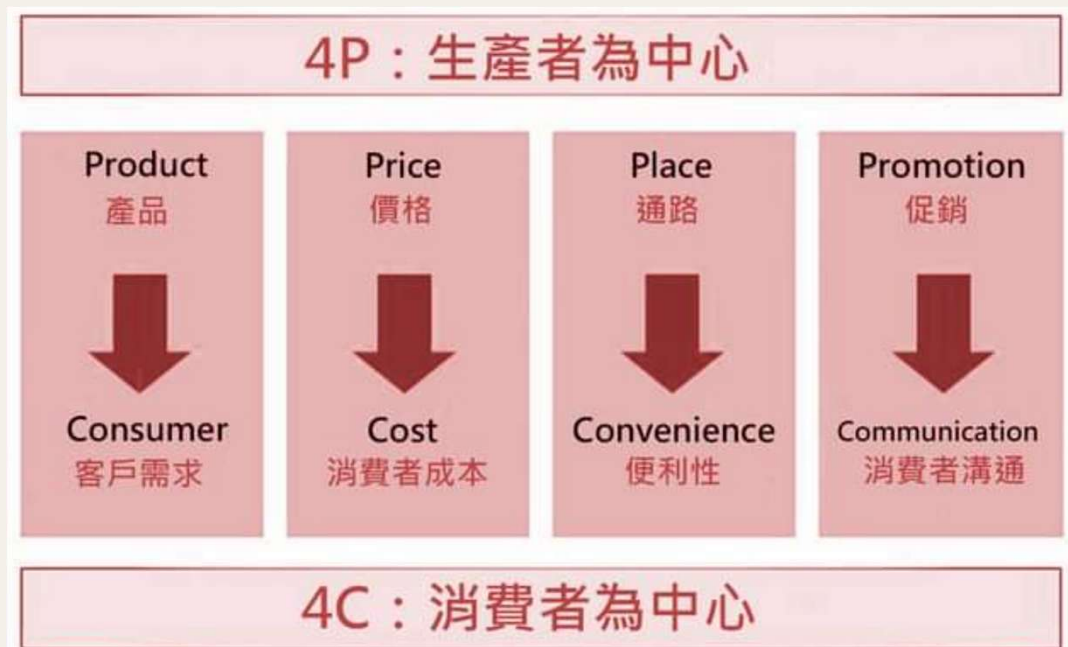 4P：生產者為中心
Product
產品
Consumer
客戶需求
Price
價格
Cost
消費者成本
Place
通路
Convenience
便利性
Promotion
促銷
Communication
消費者溝通
4C：消費者為中心